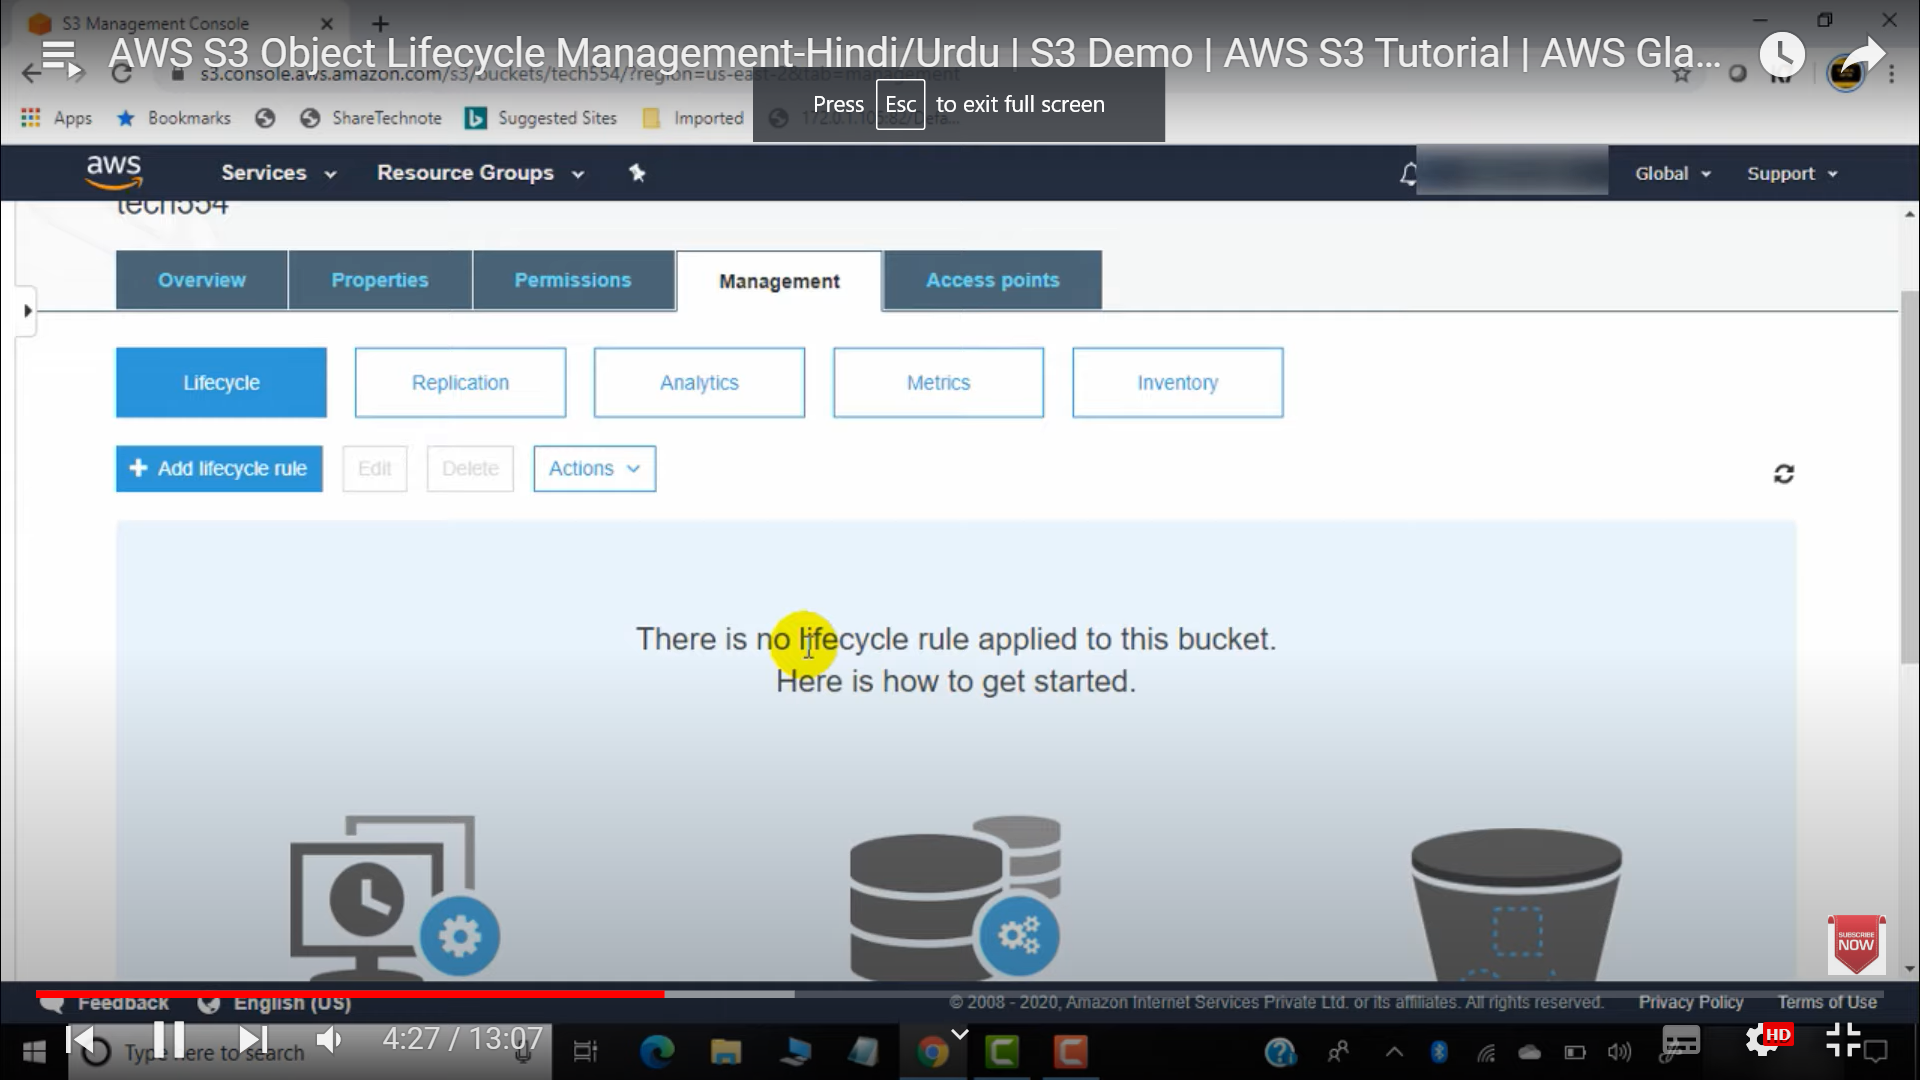 S3 Management Console
AWS S3 Object Lifecycle Management-Hindi/Urdu | S3 Demo | AWS S3 Tutorial | AWS Gla...
s3.console.aws.amazon.com/s3/buckets/tech554/?region=us-east-2&tab=management
Press Esc to exit full screen
Apps Bookmarks ShareTechnote Suggested Sites Imported
aws Services Resource Groups Global Support
tech554
Overview Properties Permissions Management Access points
Lifecycle Replication Analytics Metrics Inventory
+ Add lifecycle rule Edit Delete Actions
There is no lifecycle rule applied to this bucket.
Here is how to get started.
SUBSCRIBE
NOW
Feedback English (US) © 2008 - 2020, Amazon Internet Services Private Ltd. or its affiliates. All rights reserved. Privacy Policy Terms of Use
Type here to search 4:27 / 13:07 HD